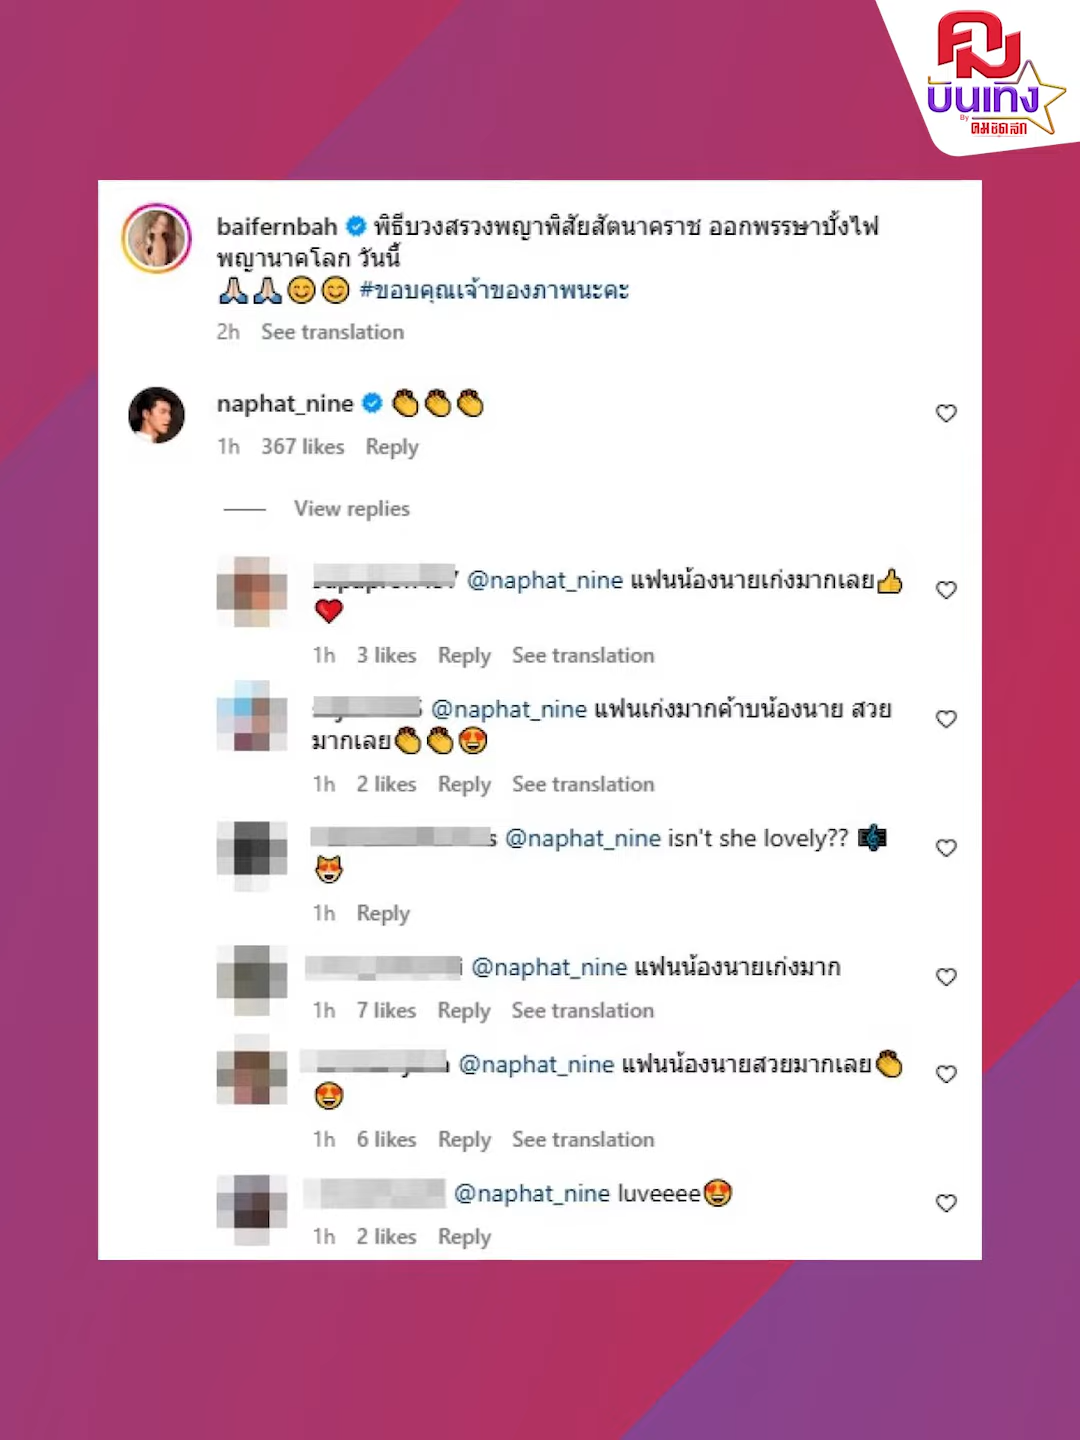 คม
บันเทิง
By
คมชัดลึก
baifernbah พิธีบวงสรวงพญาพิสัยสัตนาคราช ออกพรรษาบั้งไฟ
พญานาคโลก วันนี้
🙏🏻🙏🏻😊😊 #ขอบคุณเจ้าของภาพนะคะ
2h See translation
naphat_nine 👏👏👏
1h 367 likes Reply
View replies
@naphat_nine แฟนน้องนายเก่งมากเลย👍
❤️
1h 3 likes Reply See translation
@naphat_nine แฟนเก่งมากค้าบน้องนาย สวย
มากเลย👏👏😍
1h 2 likes Reply See translation
@naphat_nine isn't she lovely?? 🎼
😻
1h Reply
@naphat_nine แฟนน้องนายเก่งมาก
1h 7 likes Reply See translation
@naphat_nine แฟนน้องนายสวยมากเลย👏
😍
1h 6 likes Reply See translation
@naphat_nine luveeee😍
1h 2 likes Reply